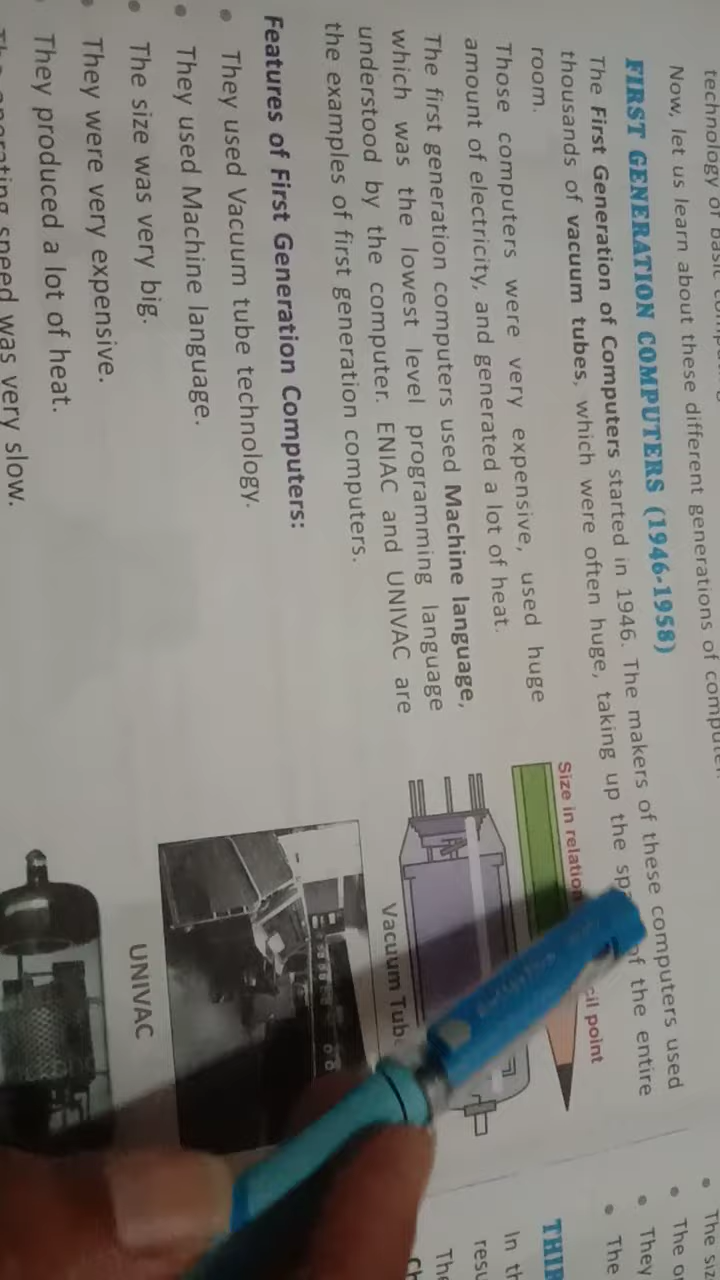 technology of basic
Now, let us learn about these different generations of computer
FIRST GENERATION COMPUTERS (1946-1958)
The First Generation of Computers started in 1946. The makers of these computers used
thousands of vacuum tubes, which were often huge, taking up the of the entire
room.
Those computers were very expensive, used huge
amount of electricity, and generated a lot of heat.
The first generation computers used Machine language,
which was the lowest level programming language
understood by the computer. ENIAC and UNIVAC are
the examples of first generation computers.
Features of First Generation Computers:
• They used Vacuum tube technology.
• They used Machine language.
• The size was very big.
• They were very expensive.
• They produced a lot of heat.
speed was very slow.
Size in relation point
Vacuum Tube
UNIVAC
• The
• They
• The
In
The